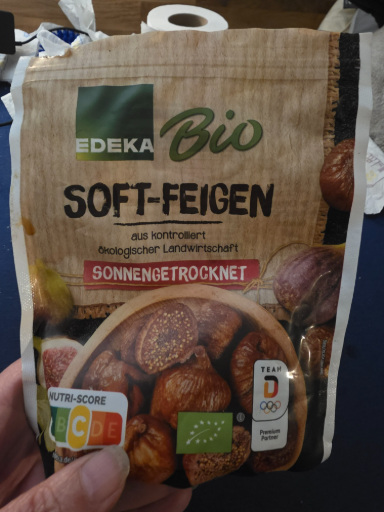 EDEKA Bio
SOFT-FEIGEN
aus kontrolliert
ökologischer Landwirtschaft
SONNENGETROCKNET
NUTRI-SCORE
B C D E
TEAM
D
Premium
Partner